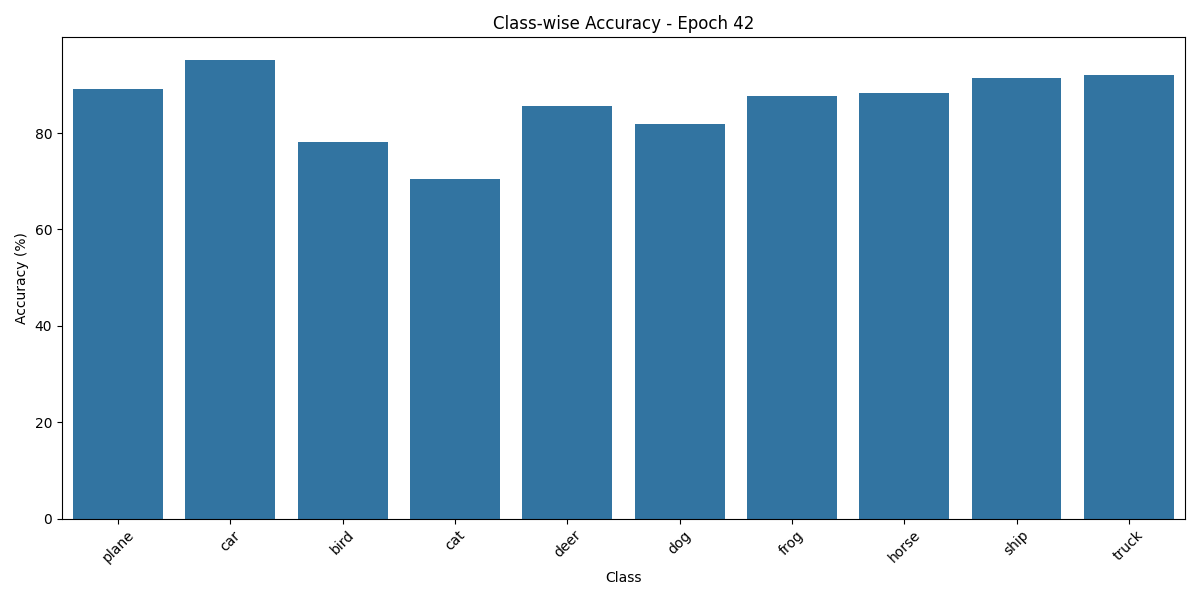 Class-wise Accuracy - Epoch 42
Accuracy (%)
80
60
40
20
0
plane
car
bird
cat
deer
dog
frog
horse
ship
truck
Class